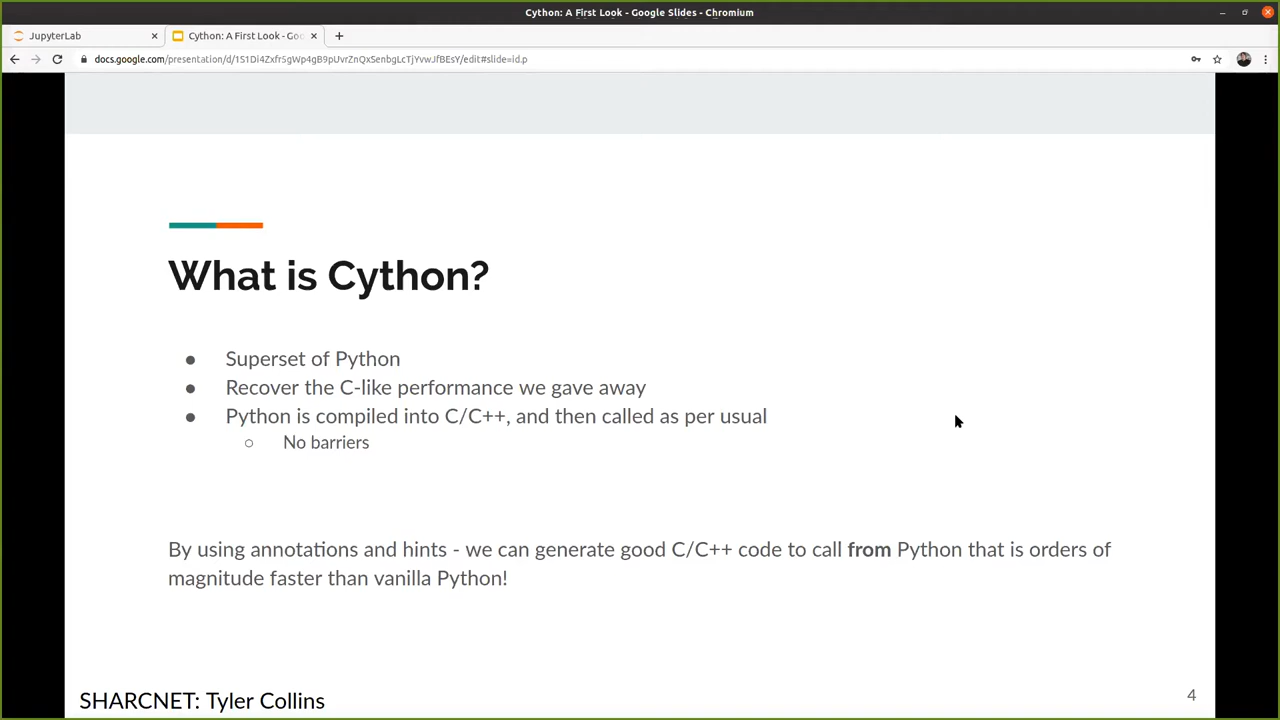 Cython: A First Look - Google Slides - Chromium
JupyterLab
Cython: A First Look - Goo
docs.google.com/presentation/d/1S1Di4ZxfrSgWp4gB9pUvrZnQxSenbgLcTjYvwJfBEsY/edit#slide=id.p
What is Cython?
● Superset of Python
● Recover the C-like performance we gave away
● Python is compiled into C/C++, and then called as per usual
○ No barriers
By using annotations and hints - we can generate good C/C++ code to call from Python that is orders of
magnitude faster than vanilla Python!
SHARCNET: Tyler Collins
4